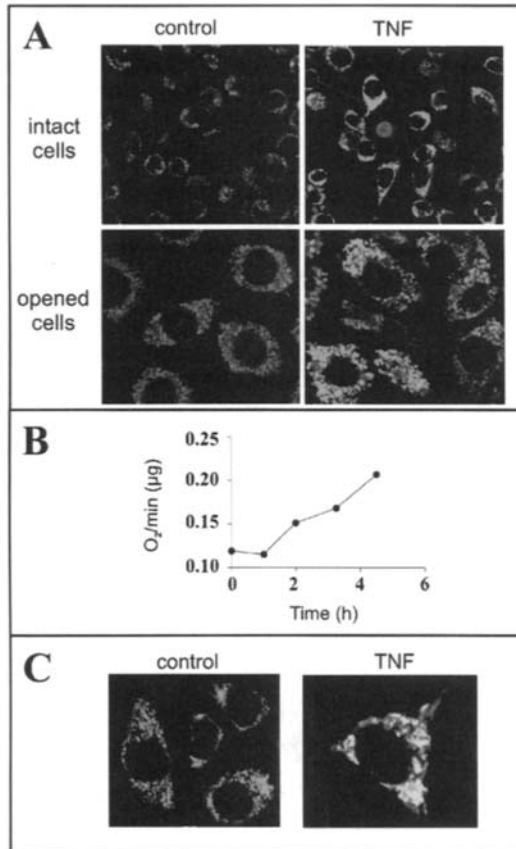 A
control TNF
intact
cells
opened
cells
B
0.25
0.20
0.15
0.10
O₂/min (µg)
0 2 4 6
Time (h)
C
control TNF